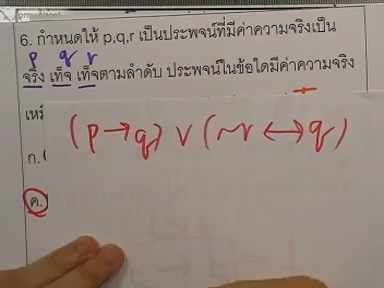 6. กำหนดให้ p,q,r เป็นประพจน์ที่มีค่าความจริงเป็น
p q r
จริง เท็จ เท็จตามลำดับ ประพจน์ในข้อใดมีค่าความจริง
(p → q) ∨ (~r ↔ q)
ก.(
ค.